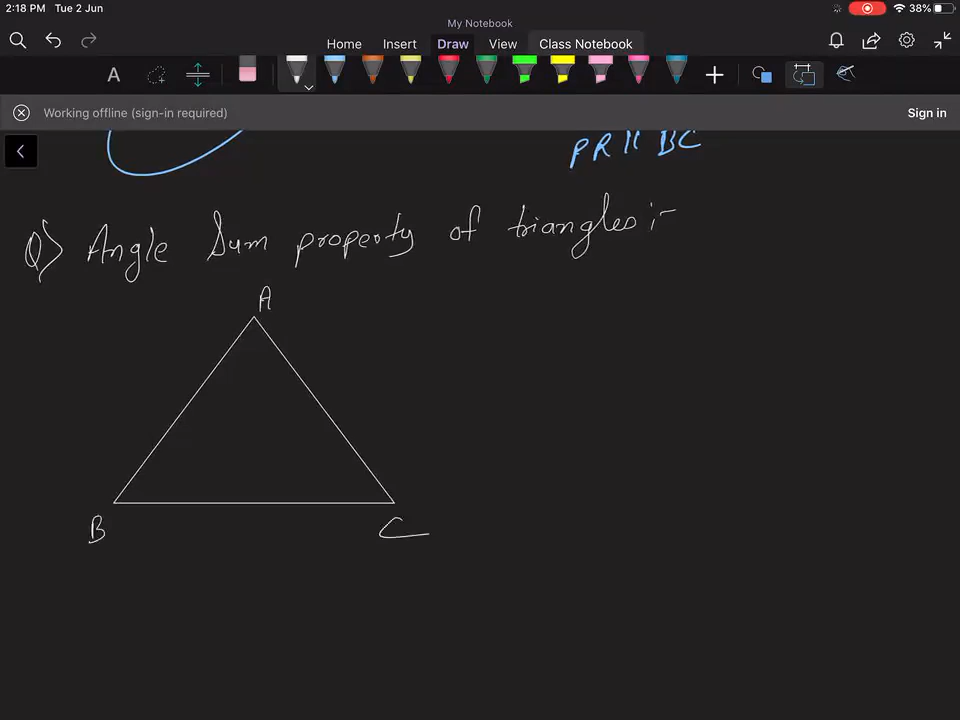 2:18 PM Tue 2 Jun
38%
My Notebook
Home Insert Draw View Class Notebook
A
Working offline (sign-in required)
Sign in
PR || BC
Q) Angle Sum property of triangles :-
A
B
C